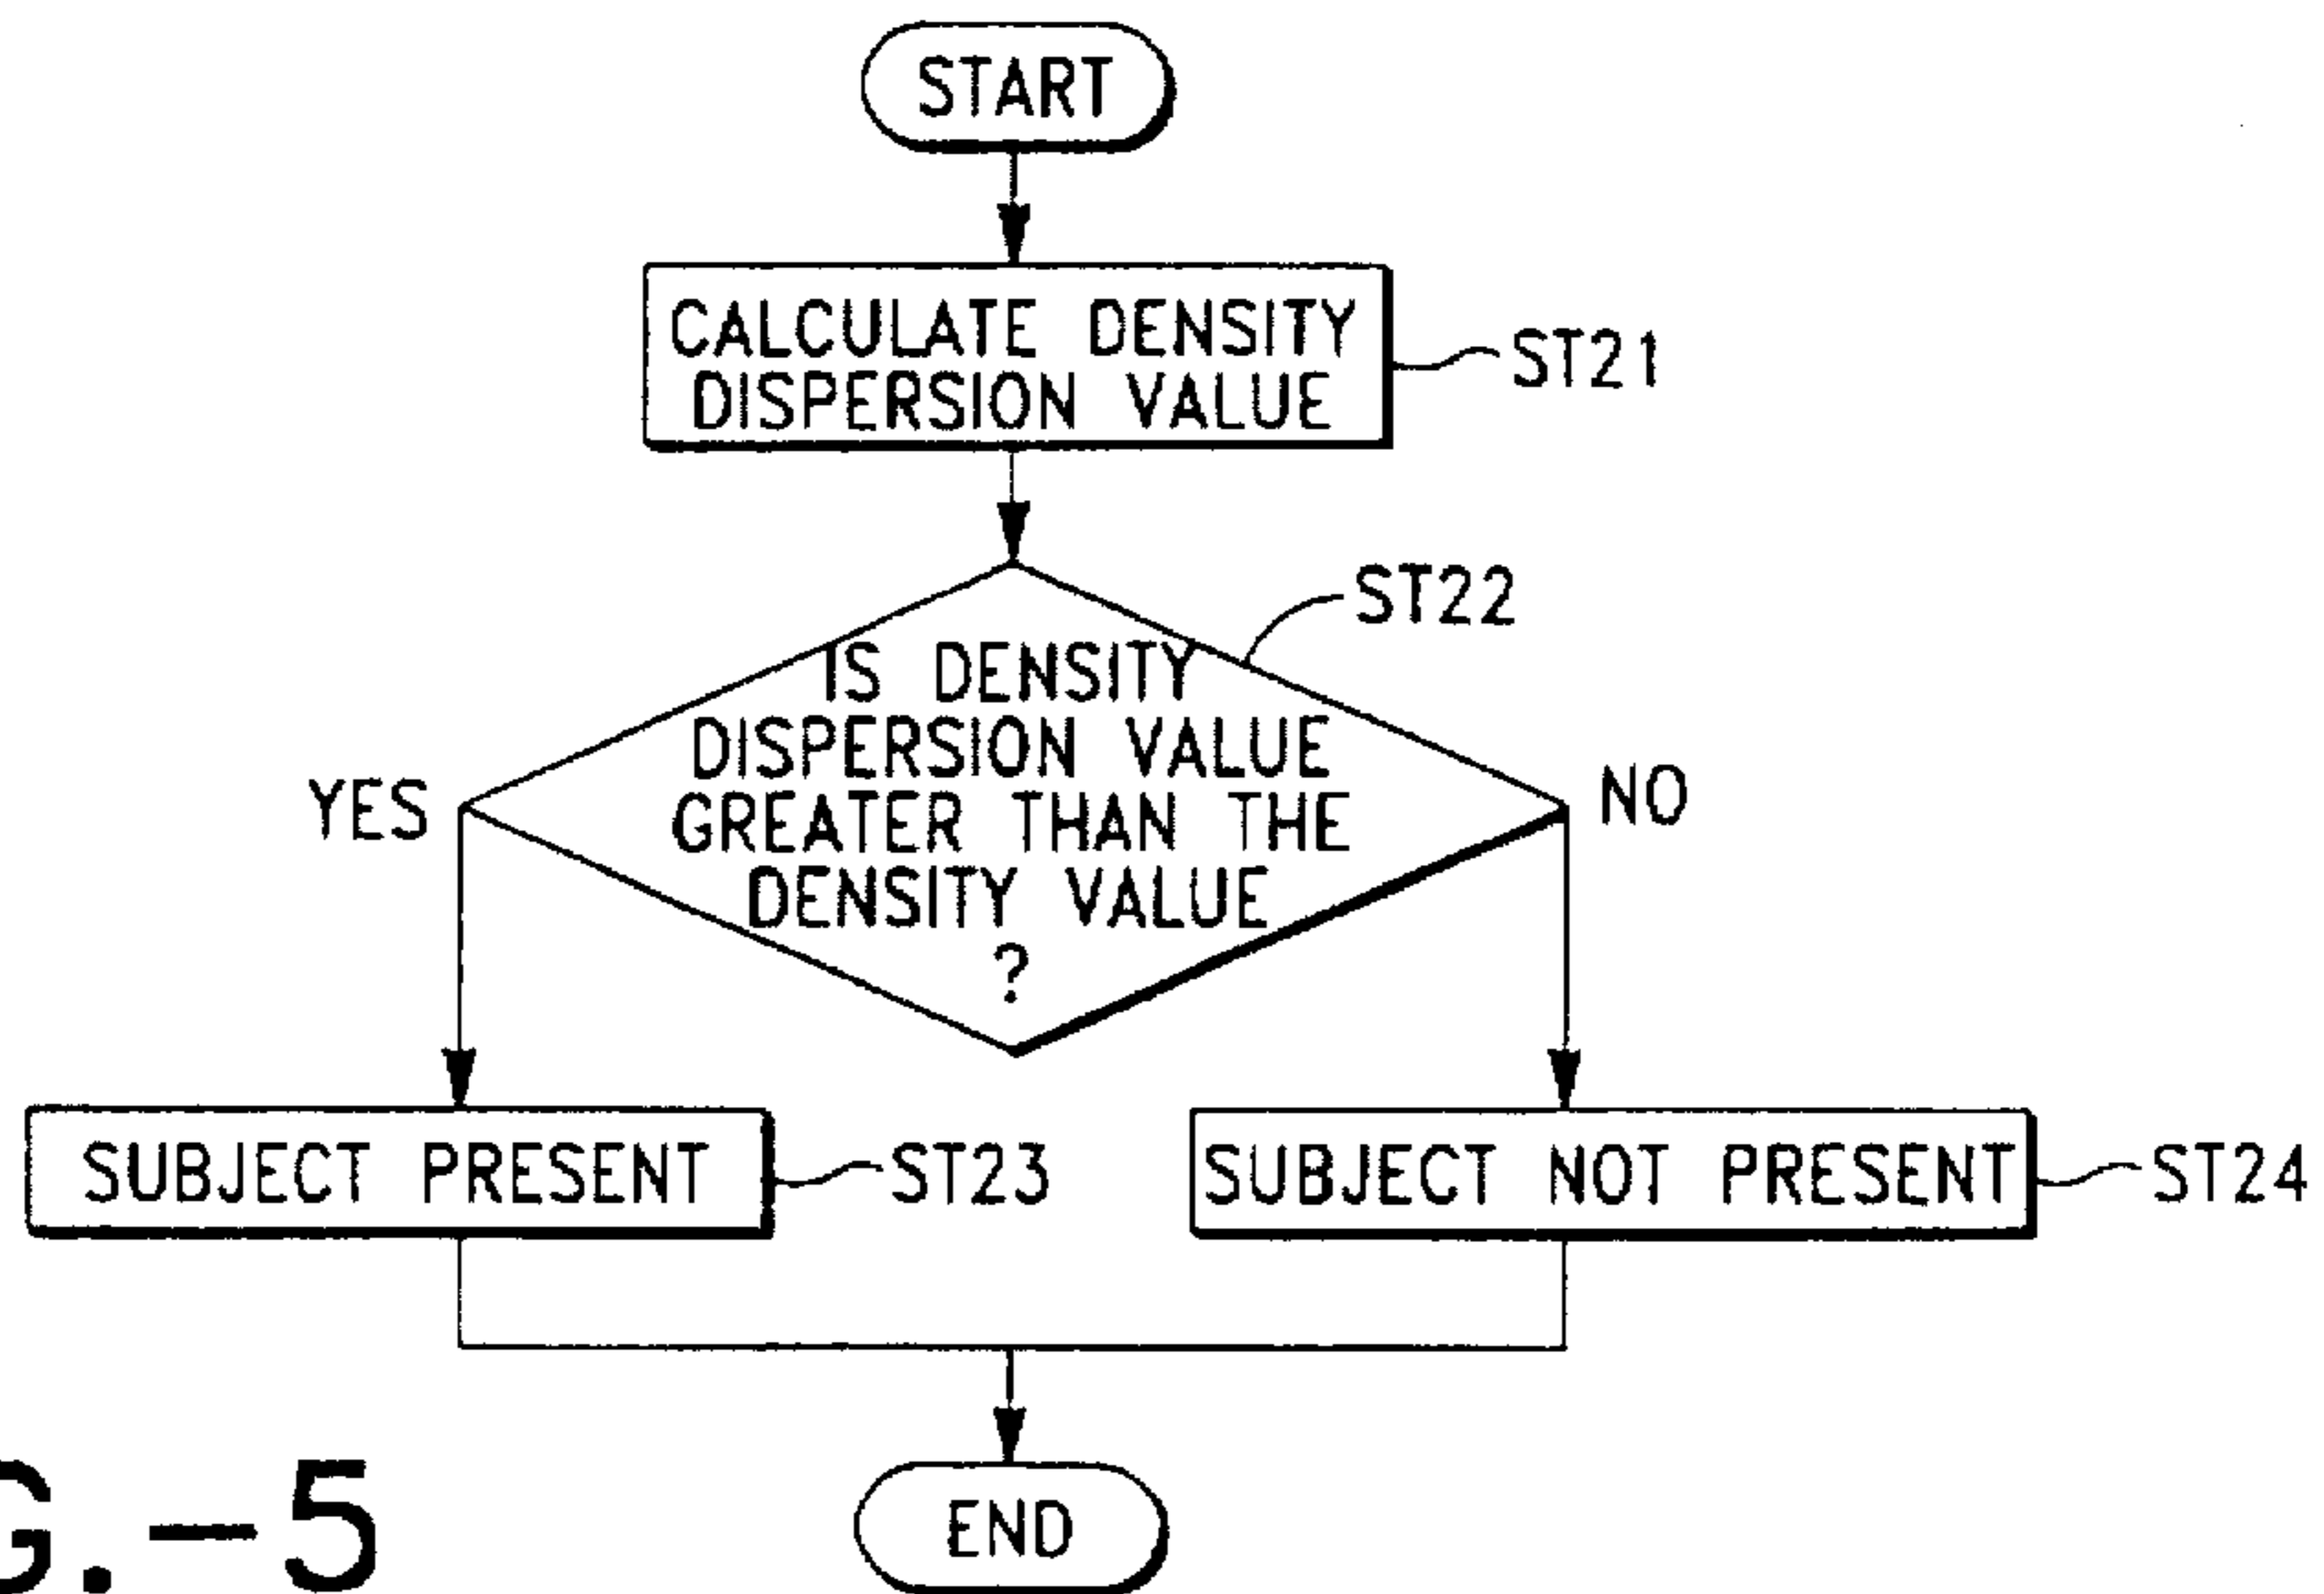 START
CALCULATE DENSITY
DISPERSION VALUE
ST21
ST22
IS DENSITY
DISPERSION VALUE
GREATER THAN THE
DENSITY VALUE
?
YES
NO
SUBJECT PRESENT
ST23
SUBJECT NOT PRESENT
ST24
END
G.-5